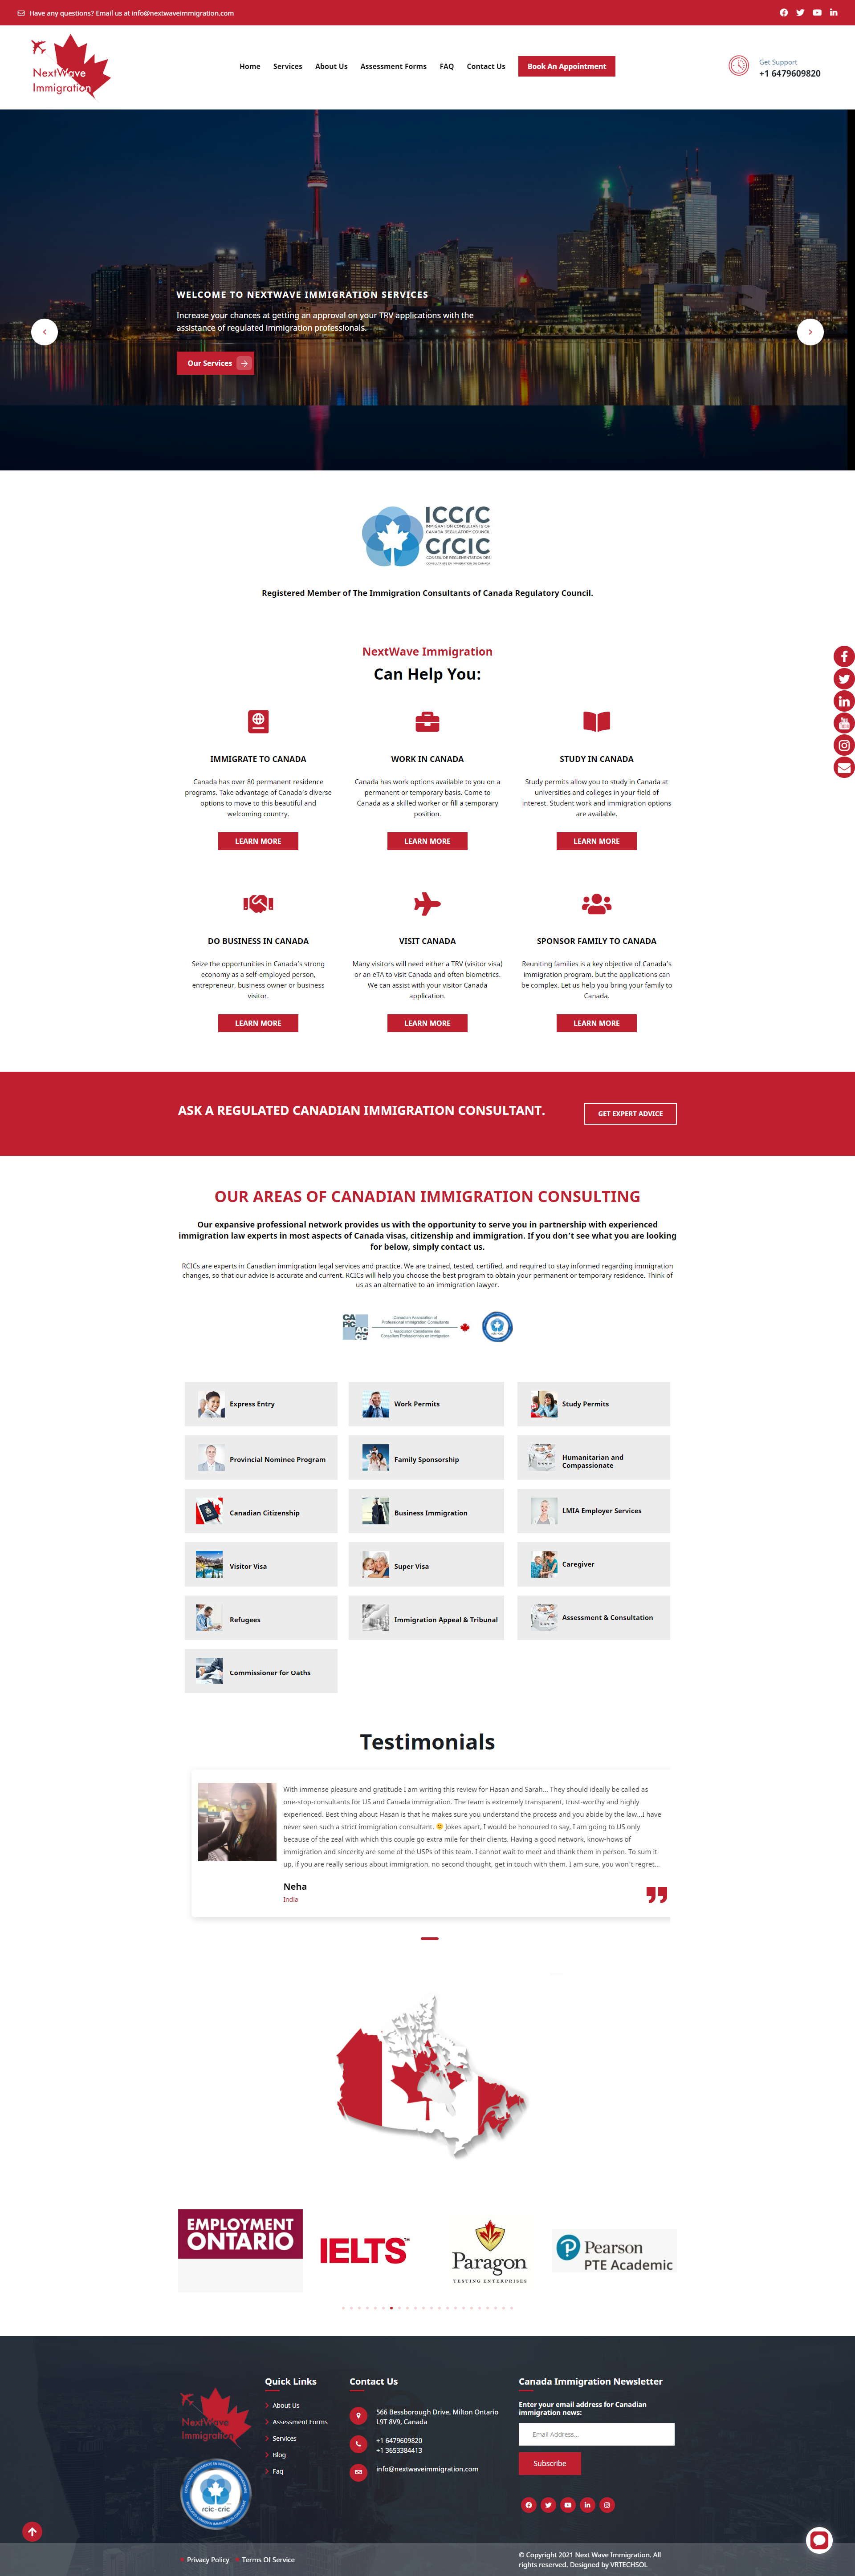 Have any questions? Email us at info@nextwaveimmigration.com
NextWave
Immigration
Home
Services
About Us
Assessment Forms
FAQ
Contact Us
Book An Appointment
Get Support
+1 6479609820
WELCOME TO NEXTWAVE IMMIGRATION SERVICES
Increase your chances at getting an approval on your TRV applications with the
assistance of regulated immigration professionals.
Our Services
ICCRC
IMMIGRATION CONSULTANTS OF
CANADA REGULATORY COUNCIL
CRCIC
CONSEIL DE RÉGLEMENTATION DES
CONSULTANTS EN IMMIGRATION DU CANADA
Registered Member of The Immigration Consultants of Canada Regulatory Council.
NextWave Immigration
Can Help You:
IMMIGRATE TO CANADA
Canada has over 80 permanent residence
programs. Take advantage of Canada's diverse
options to move to this beautiful and
welcoming country.
LEARN MORE
WORK IN CANADA
Canada has work options available to you on a
permanent or temporary basis. Come to
Canada as a skilled worker or fill a temporary
position.
LEARN MORE
STUDY IN CANADA
Study permits allow you to study in Canada at
universities and colleges in your field of
interest. Student work and immigration options
are available.
LEARN MORE
DO BUSINESS IN CANADA
Seize the opportunities in Canada's strong
economy as a self-employed person,
entrepreneur, business owner or business
visitor.
LEARN MORE
VISIT CANADA
Many visitors will need either a TRV (visitor visa)
or an eTA to visit Canada and often biometrics.
We can assist with your visitor Canada
application.
LEARN MORE
SPONSOR FAMILY TO CANADA
Reuniting families is a key objective of Canada's
immigration program, but the applications can
be complex. Let us help you bring your family to
Canada.
LEARN MORE
ASK A REGULATED CANADIAN IMMIGRATION CONSULTANT.
GET EXPERT ADVICE
OUR AREAS OF CANADIAN IMMIGRATION CONSULTING
Our expansive professional network provides us with the opportunity to serve you in partnership with experienced
immigration law experts in most aspects of Canada visas, citizenship and immigration. If you don't see what you are looking
for below, simply contact us.
RCICs are experts in Canadian immigration legal services and practice. We are trained, tested, certified, and required to stay informed regarding immigration
changes, so that our advice is accurate and current. RCICs will help you choose the best program to obtain your permanent or temporary residence. Think of
us as an alternative to an immigration lawyer.
Canadian Association of
Professional Immigration Consultants
L'Association Canadienne des
Conseillers Professionnels en Immigration
Express Entry
Work Permits
Study Permits
Provincial Nominee Program
Family Sponsorship
Humanitarian and
Compassionate
Canadian Citizenship
Business Immigration
LMIA Employer Services
Visitor Visa
Super Visa
Caregiver
Refugees
Immigration Appeal & Tribunal
Assessment & Consultation
Commissioner for Oaths
Testimonials
With immense pleasure and gratitude I am writing this review for Hasan and Sarah... They should ideally be called as
one-stop-consultants for US and Canada immigration. The team is extremely transparent, trust-worthy and highly
experienced. Best thing about Hasan is that he makes sure you understand the process and you abide by the law...I have
never seen such a strict immigration consultant. 🙂 Jokes apart, I would be honoured to say, I am going to US only
because of the zeal with which this couple go extra mile for their clients. Having a good network, know-hows of
immigration and sincerity are some of the USPs of this team. I cannot wait to meet and thank them in person. To sum it
up, if you are really serious about immigration, no second thought, get in touch with them. I am sure, you won't regret...
Neha
India
EMPLOYMENT
ONTARIO
IELTS™
Paragon
TESTING ENTERPRISES
Pearson
PTE Academic
NextWave
Immigration
rcic·cric
Quick Links
About Us
Assessment Forms
Services
Blog
Faq
Contact Us
566 Bessborough Drive. Milton Ontario
L9T 8V9, Canada
+1 6479609820
+1 3653384413
info@nextwaveimmigration.com
Canada Immigration Newsletter
Enter your email address for Canadian
immigration news:
Email Address...
Subscribe
Privacy Policy
Terms Of Service
© Copyright 2021 Next Wave Immigration. All
rights reserved. Designed by VRTECHSOL